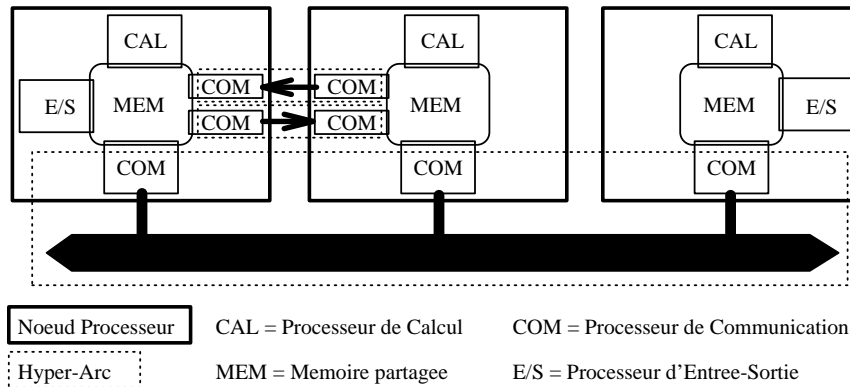 CAL CAL CAL
COM COM
E/S MEM MEM MEM E/S
COM COM
COM COM COM
Noeud Processeur CAL = Processeur de Calcul COM = Processeur de Communication
Hyper-Arc MEM = Memoire partagee E/S = Processeur d'Entree-Sortie